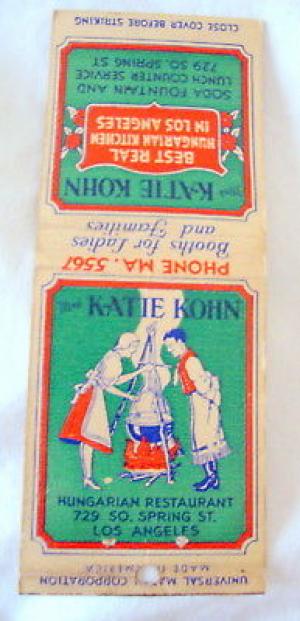 CLOSE COVER BEFORE STRIKING
KATIE KOHN
BEST REAL
HUNGARIAN KITCHEN
IN LOS ANGELES
SODA FOUNTAIN AND
LUNCH COUNTER SERVICE
729 SO. SPRING ST
Booths for Ladies
and Families
PHONE MA. 5567
KATIE KOHN
HUNGARIAN RESTAURANT
729 SO. SPRING ST.
LOS ANGELES
MADE IN AMERICA
UNIVERSAL CORPORATION